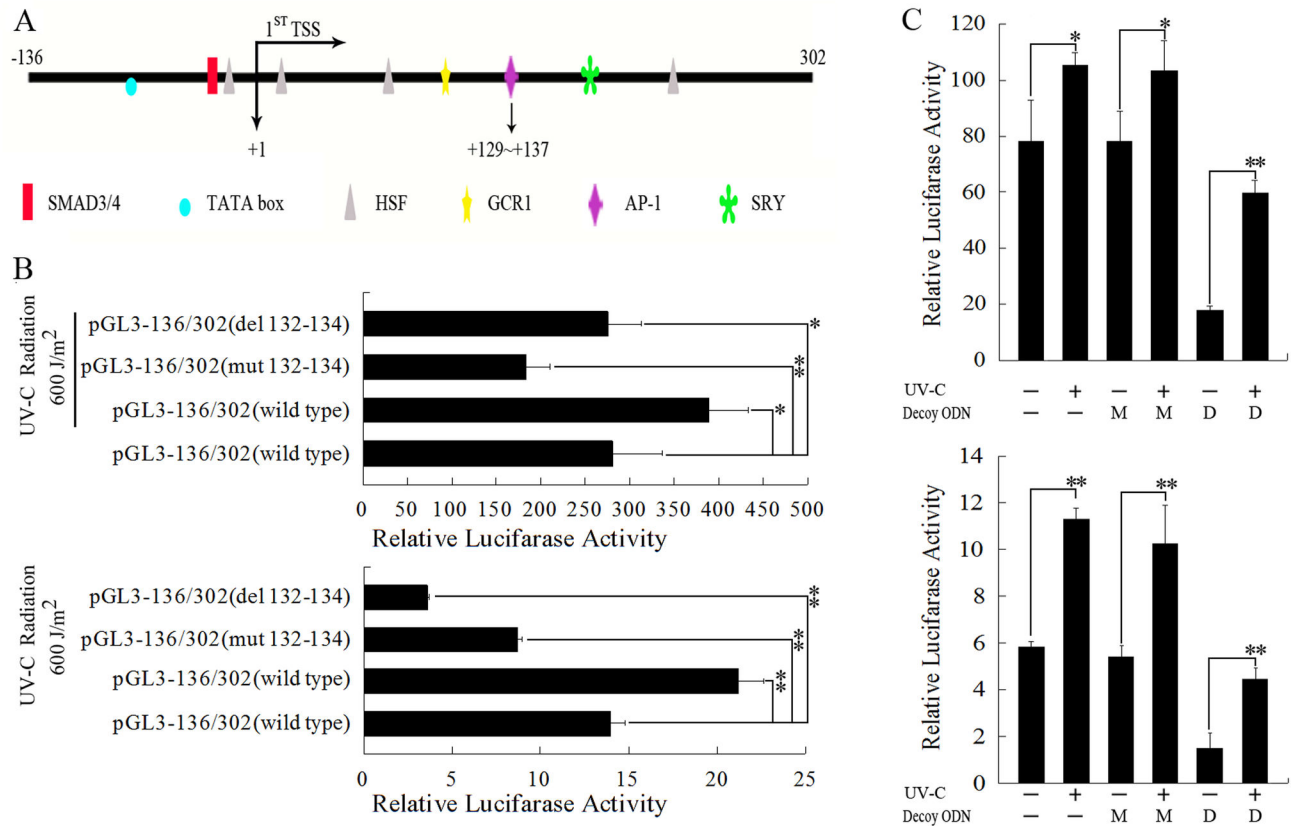 A
1ST TSS
-136
302
+1
+129~+137
SMAD3/4
TATA box
HSF
GCR1
AP-1
SRY
B
UV-C Radiation
600 J/m2
pGL3-136/302(del 132-134)
*
pGL3-136/302(mut 132-134)
**
pGL3-136/302(wild type)
*
pGL3-136/302(wild type)
0 50 100 150 200 250 300 350 400 450 500
Relative Lucifarase Activity
UV-C Radiation
600 J/m2
pGL3-136/302(del 132-134)
**
pGL3-136/302(mut 132-134)
**
pGL3-136/302(wild type)
**
pGL3-136/302(wild type)
0 5 10 15 20 25
Relative Lucifarase Activity
C
Relative Lucifarase Activity
120
100
80
60
40
20
0
* * **
UV-C − + − + − +
Decoy ODN − − M M D D
Relative Lucifarase Activity
14
12
10
8
6
4
2
0
** ** **
UV-C − + − + − +
Decoy ODN − − M M D D